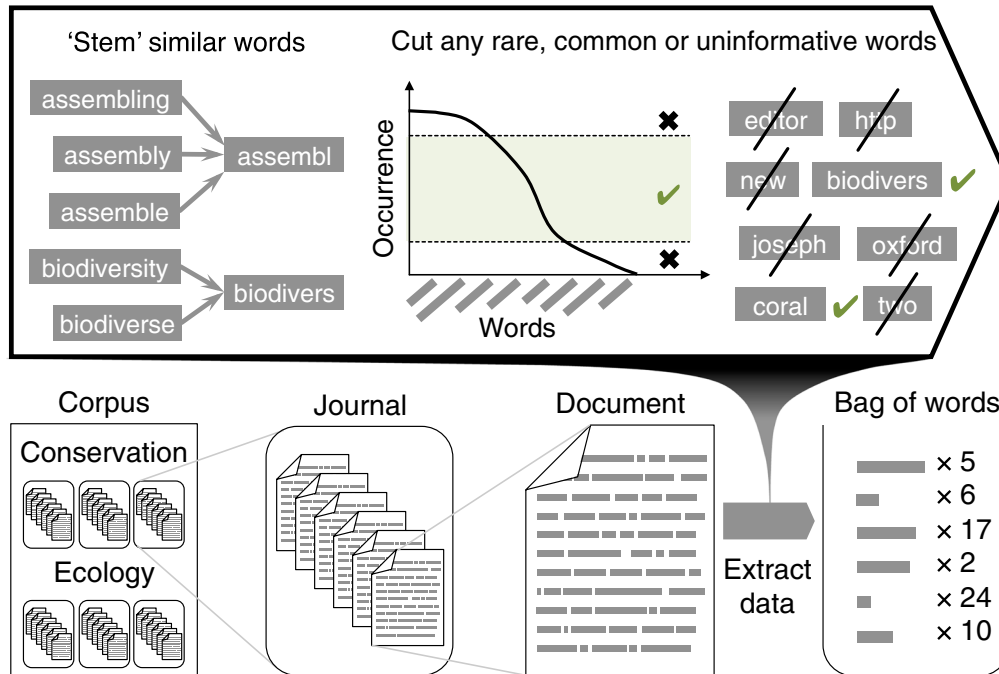 'Stem' similar words
assembling
assembly
assemble
assembl
biodiversity
biodiverse
biodivers
Cut any rare, common or uninformative words
Occurrence
Words
editor
http
new
biodivers
joseph
oxford
coral
two
Corpus
Conservation
Ecology
Journal
Document
Extract
data
Bag of words
× 5
× 6
× 17
× 2
× 24
× 10